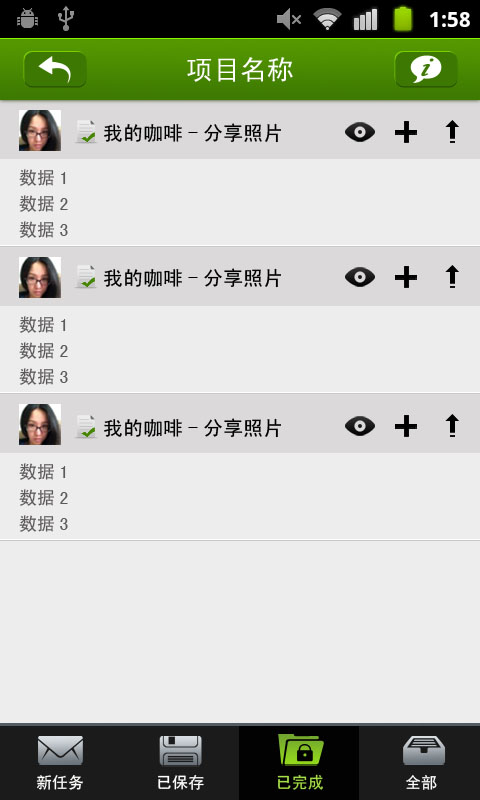 1:58
项目名称
我的咖啡 – 分享照片
数据 1
数据 2
数据 3
我的咖啡 – 分享照片
数据 1
数据 2
数据 3
我的咖啡 – 分享照片
数据 1
数据 2
数据 3
新任务 已保存 已完成 全部